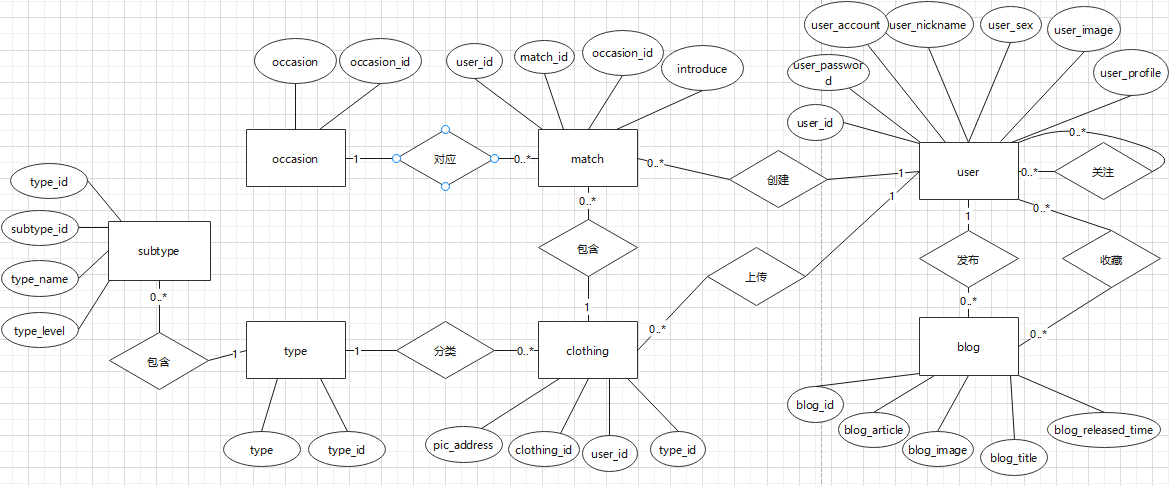 user_account
user_nickname
user_sex
user_image
occasion
occasion_id
user_id
match_id
occasion_id
introduce
user_passwor
d
user_profile
user_id
occasion
1
对应
0..*
match
0..*
创建
1
user
0..*
0..*
关注
type_id
subtype_id
type_name
type_level
subtype
0..*
包含
1
0..*
包含
1
上传
1
0..*
1
发布
0..*
0..*
收藏
0..*
type
1
分类
0..*
clothing
blog
type
type_id
pic_address
clothing_id
user_id
type_id
blog_id
blog_article
blog_image
blog_title
blog_released_time